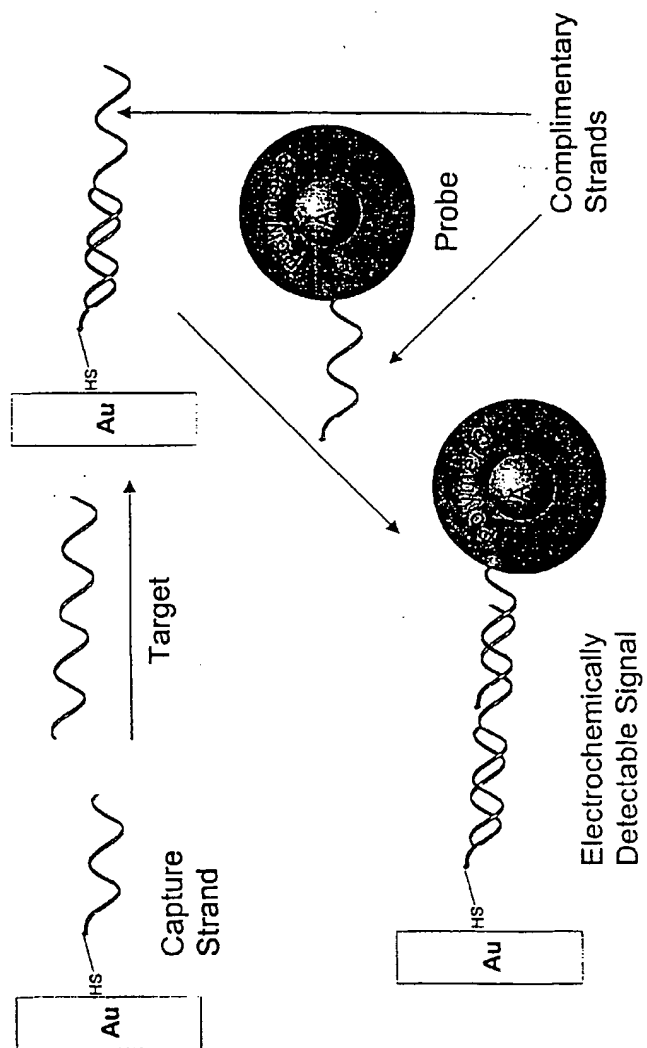 Au
HS
Capture
Strand
Target
Au
HS
Probe
Complimentary
Strands
Au
HS
Electrochemically
Detectable Signal